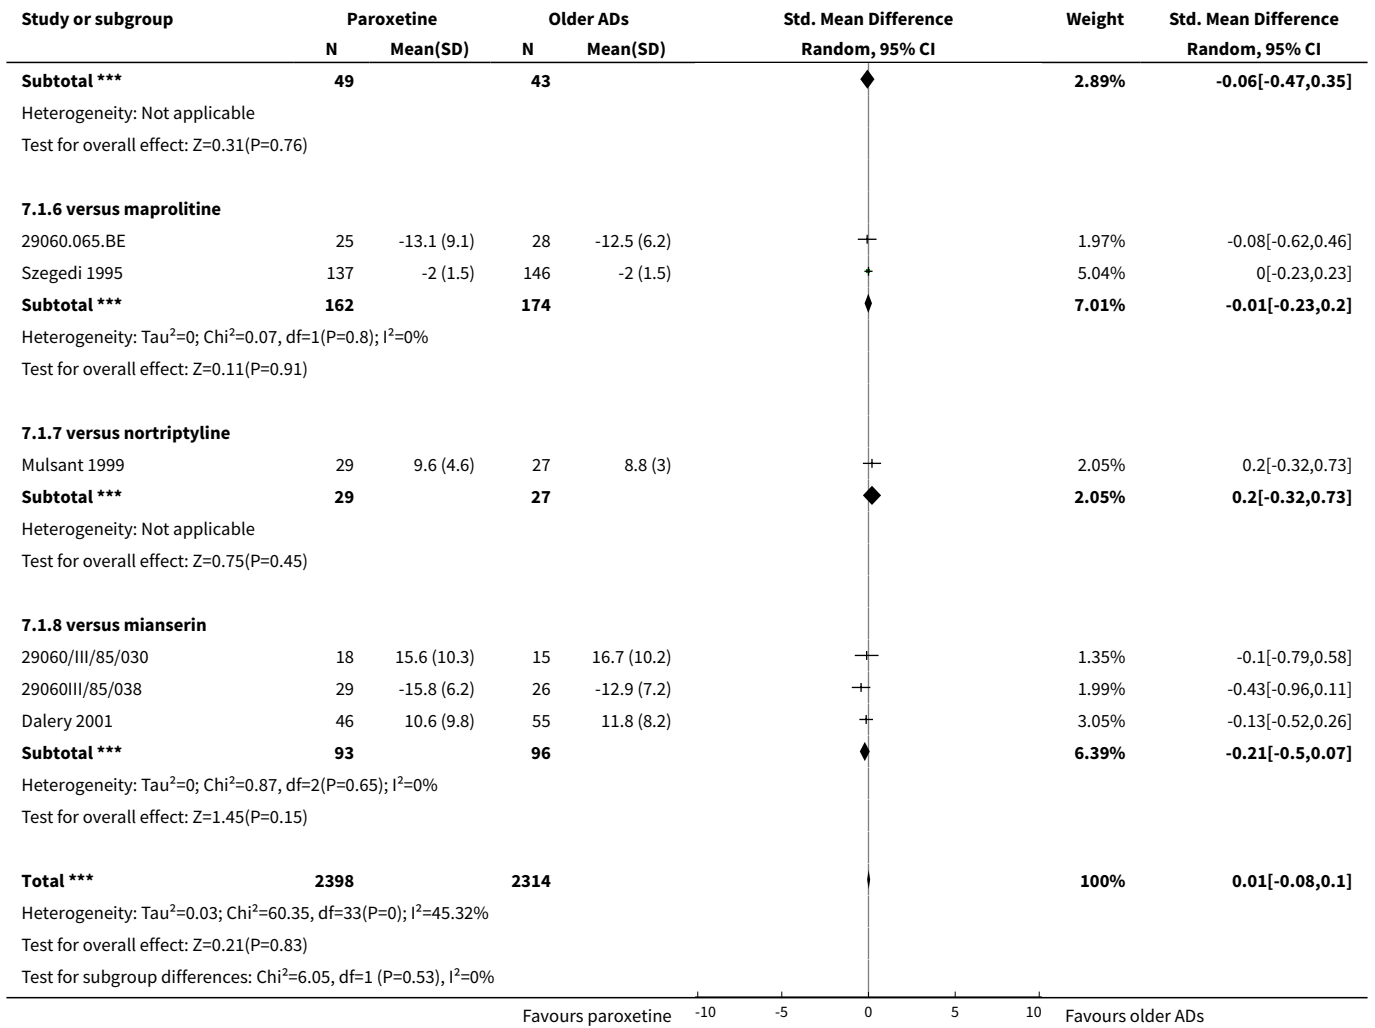 Study or subgroup Paroxetine Older ADs Std. Mean Difference Weight Std. Mean Difference
N Mean(SD) N Mean(SD) Random, 95% CI Random, 95% CI
Subtotal *** 49 43 2.89% -0.06[-0.47,0.35]
Heterogeneity: Not applicable
Test for overall effect: Z=0.31(P=0.76)
7.1.6 versus maprolitine
29060.065.BE 25 -13.1 (9.1) 28 -12.5 (6.2) 1.97% -0.08[-0.62,0.46]
Szegedi 1995 137 -2 (1.5) 146 -2 (1.5) 5.04% 0[-0.23,0.23]
Subtotal *** 162 174 7.01% -0.01[-0.23,0.2]
Heterogeneity: Tau²=0; Chi²=0.07, df=1(P=0.8); I²=0%
Test for overall effect: Z=0.11(P=0.91)
7.1.7 versus nortriptyline
Mulsant 1999 29 9.6 (4.6) 27 8.8 (3) 2.05% 0.2[-0.32,0.73]
Subtotal *** 29 27 2.05% 0.2[-0.32,0.73]
Heterogeneity: Not applicable
Test for overall effect: Z=0.75(P=0.45)
7.1.8 versus mianserin
29060/III/85/030 18 15.6 (10.3) 15 16.7 (10.2) 1.35% -0.1[-0.79,0.58]
29060III/85/038 29 -15.8 (6.2) 26 -12.9 (7.2) 1.99% -0.43[-0.96,0.11]
Dalery 2001 46 10.6 (9.8) 55 11.8 (8.2) 3.05% -0.13[-0.52,0.26]
Subtotal *** 93 96 6.39% -0.21[-0.5,0.07]
Heterogeneity: Tau²=0; Chi²=0.87, df=2(P=0.65); I²=0%
Test for overall effect: Z=1.45(P=0.15)
Total *** 2398 2314 100% 0.01[-0.08,0.1]
Heterogeneity: Tau²=0.03; Chi²=60.35, df=33(P=0); I²=45.32%
Test for overall effect: Z=0.21(P=0.83)
Test for subgroup differences: Chi²=6.05, df=1 (P=0.53), I²=0%
Favours paroxetine -10 -5 0 5 10 Favours older ADs